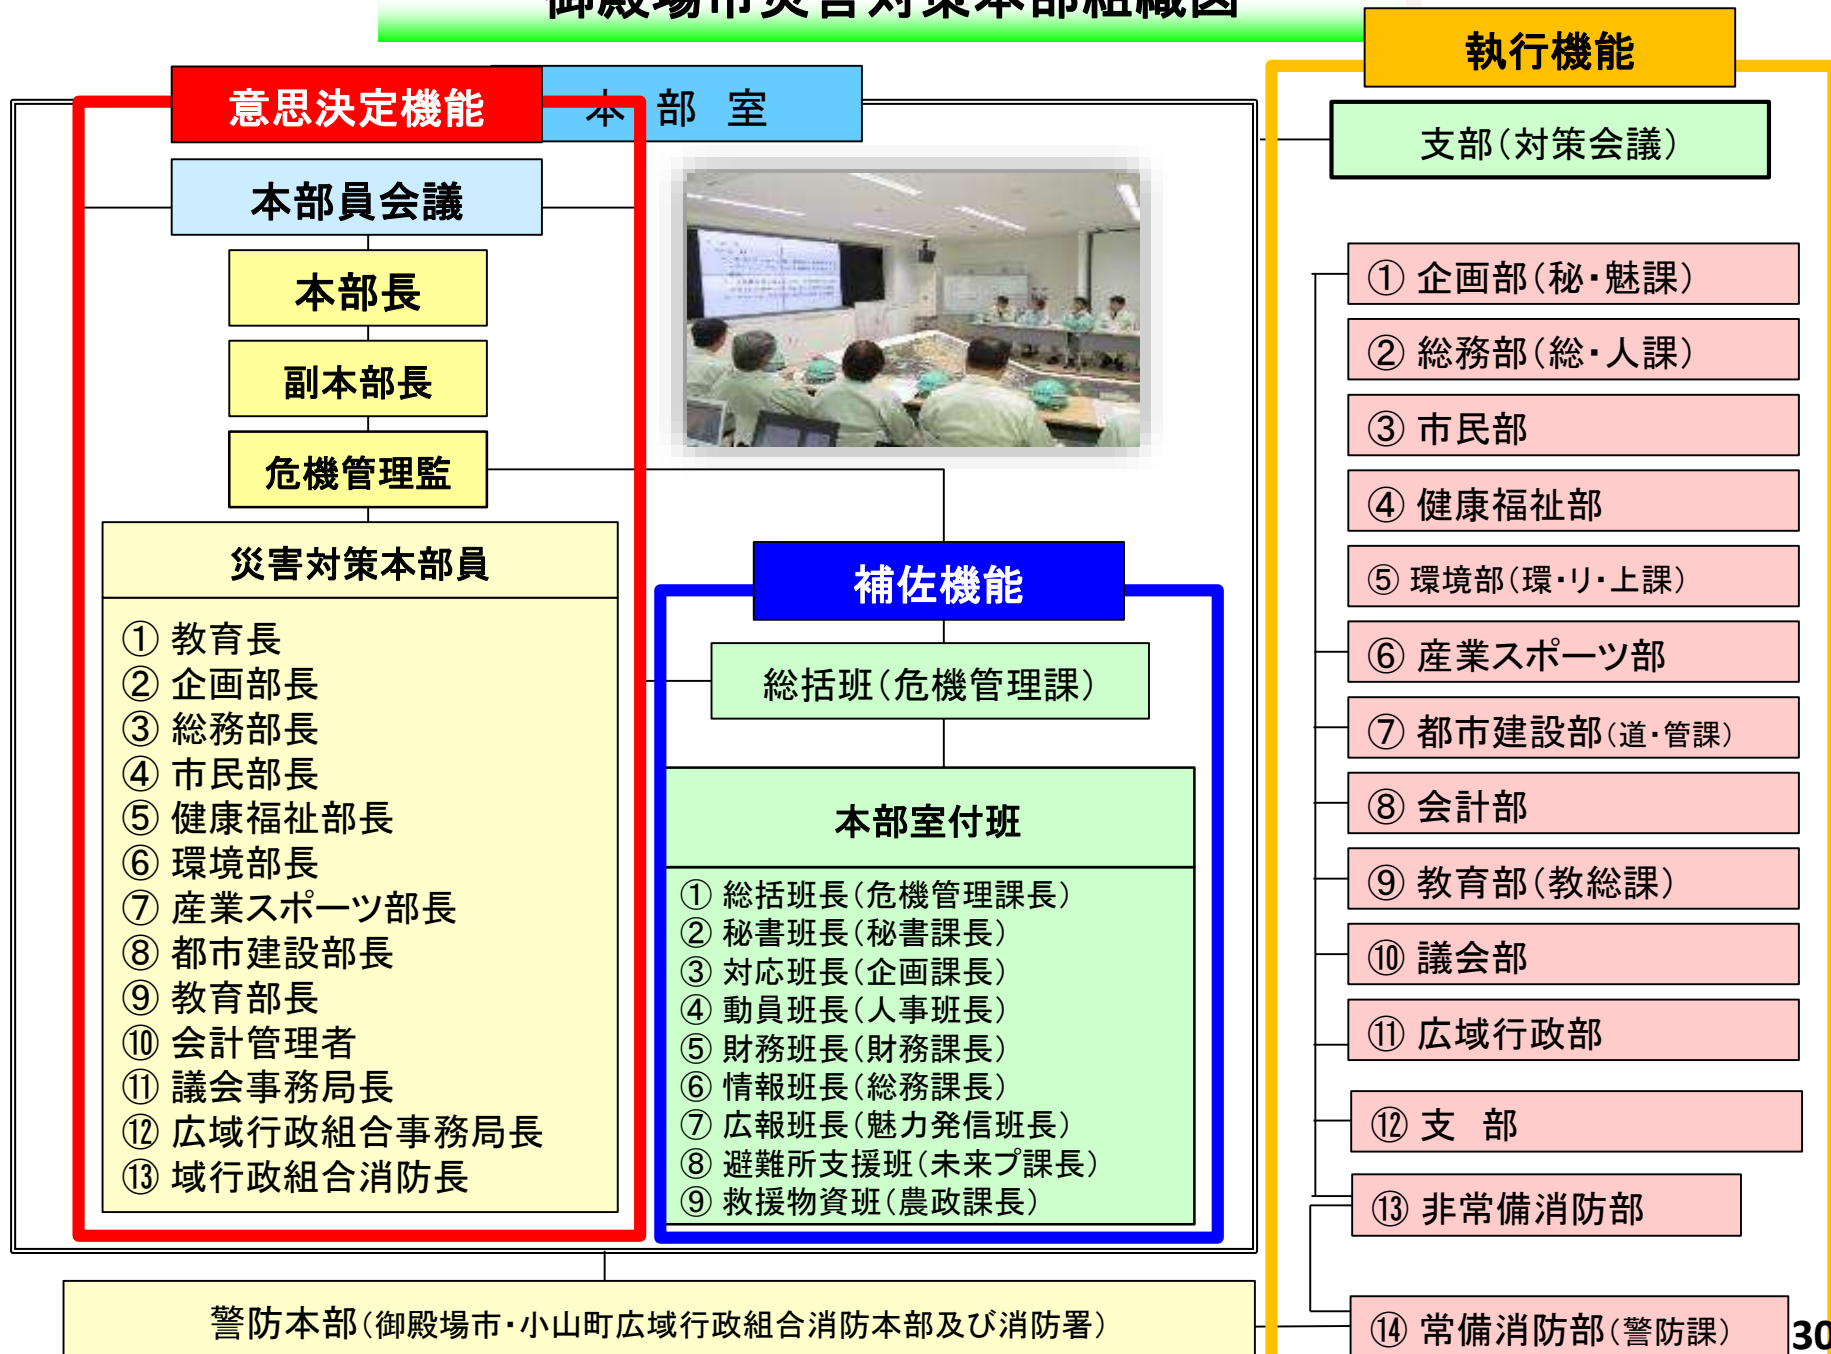 御殿場市災害対策本部組織図
意思決定機能
本　部　室
本部員会議
本部長
副本部長
危機管理監
災害対策本部員
① 教育長
② 企画部長
③ 総務部長
④ 市民部長
⑤ 健康福祉部長
⑥ 環境部長
⑦ 産業スポーツ部長
⑧ 都市建設部長
⑨ 教育部長
⑩ 会計管理者
⑪ 議会事務局長
⑫ 広域行政組合事務局長
⑬ 域行政組合消防長
補佐機能
総括班（危機管理課）
本部室付班
① 総括班長（危機管理課長）
② 秘書班長（秘書課長）
③ 対応班長（企画課長）
④ 動員班長（人事班長）
⑤ 財務班長（財務課長）
⑥ 情報班長（総務課長）
⑦ 広報班長（魅力発信班長）
⑧ 避難所支援班（未来プ課長）
⑨ 救援物資班（農政課長）
警防本部（御殿場市・小山町広域行政組合消防本部及び消防署）
執行機能
支部（対策会議）
① 企画部（秘・魅課）
② 総務部（総・人課）
③ 市民部
④ 健康福祉部
⑤ 環境部（環・リ・上課）
⑥ 産業スポーツ部
⑦ 都市建設部（道・管課）
⑧ 会計部
⑨ 教育部（教総課）
⑩ 議会部
⑪ 広域行政部
⑫ 支　部
⑬ 非常備消防部
⑭ 常備消防部（警防課）
30